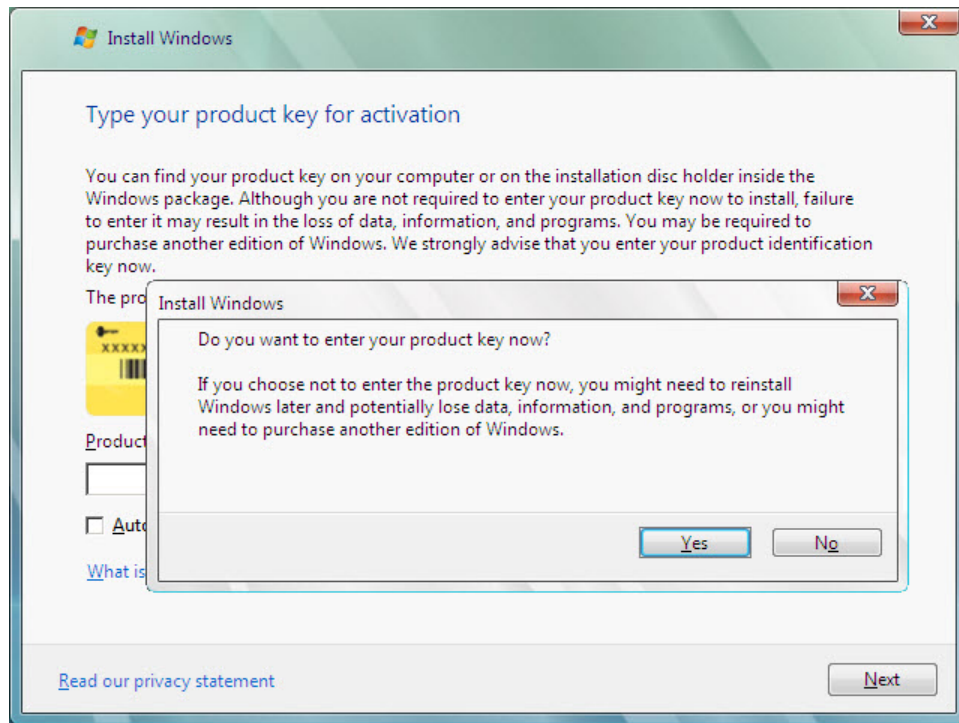 Install Windows
Type your product key for activation
You can find your product key on your computer or on the installation disc holder inside the
Windows package. Although you are not required to enter your product key now to install, failure
to enter it may result in the loss of data, information, and programs. You may be required to
purchase another edition of Windows. We strongly advise that you enter your product identification
key now.
The pro
XXXXX
Product
Auto
What is
Install Windows
Do you want to enter your product key now?
If you choose not to enter the product key now, you might need to reinstall
Windows later and potentially lose data, information, and programs, or you might
need to purchase another edition of Windows.
Yes
No
Read our privacy statement
Next